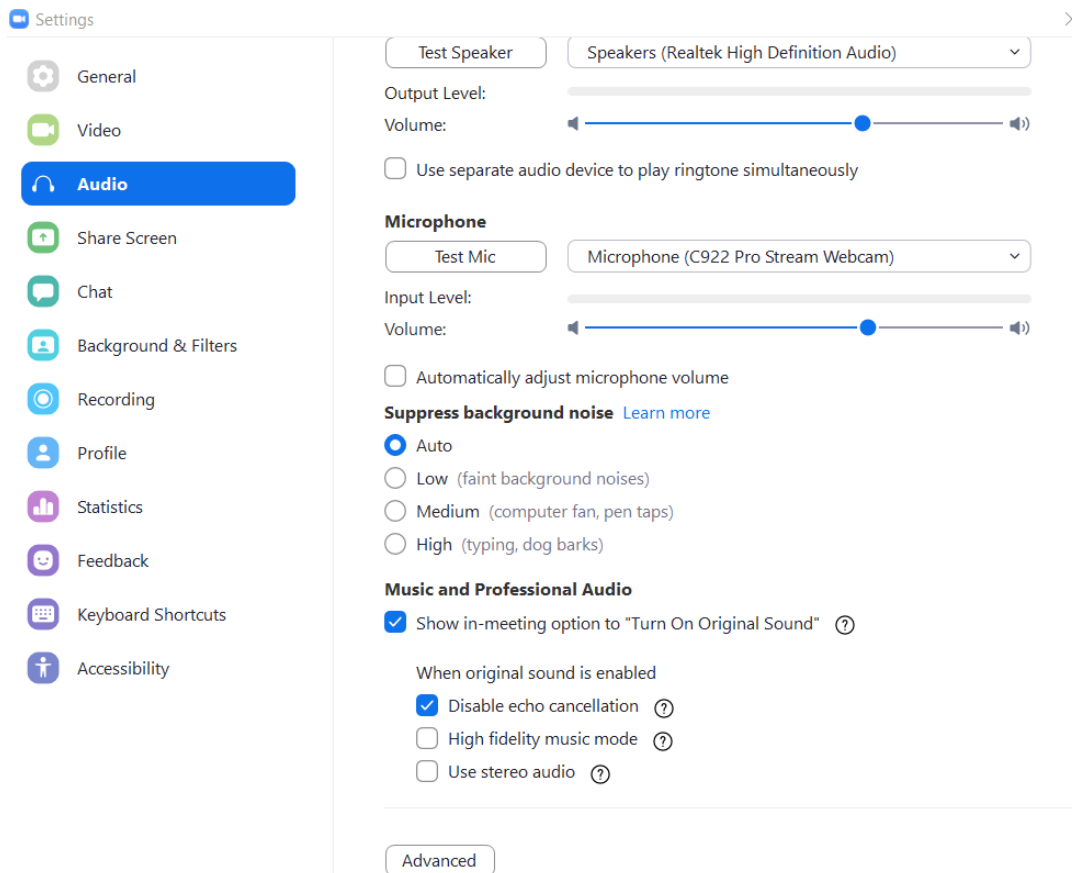 Settings
General
Video
Audio
Share Screen
Chat
Background & Filters
Recording
Profile
Statistics
Feedback
Keyboard Shortcuts
Accessibility
Test Speaker
Speakers (Realtek High Definition Audio)
Output Level:
Volume:
Use separate audio device to play ringtone simultaneously
Microphone
Test Mic
Microphone (C922 Pro Stream Webcam)
Input Level:
Volume:
Automatically adjust microphone volume
Suppress background noise Learn more
Auto
Low (faint background noises)
Medium (computer fan, pen taps)
High (typing, dog barks)
Music and Professional Audio
Show in-meeting option to "Turn On Original Sound" ?
When original sound is enabled
Disable echo cancellation ?
High fidelity music mode ?
Use stereo audio ?
Advanced